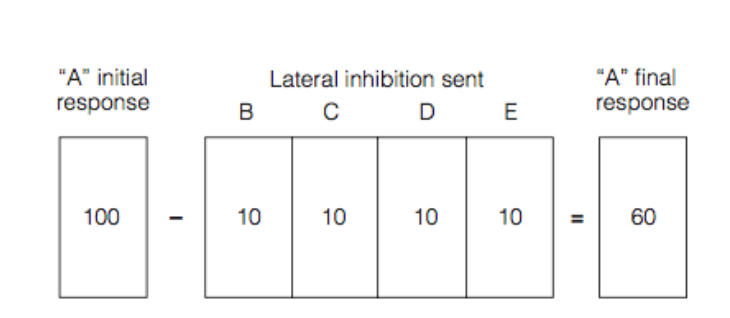 “A” initial
response
Lateral inhibition sent
B C D E
“A” final
response
100 – 10 10 10 10 = 60